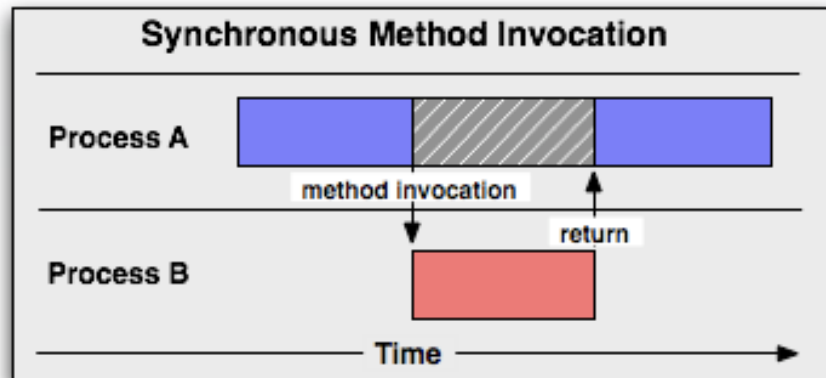 Synchronous Method Invocation
Process A
method invocation
return
Process B
Time